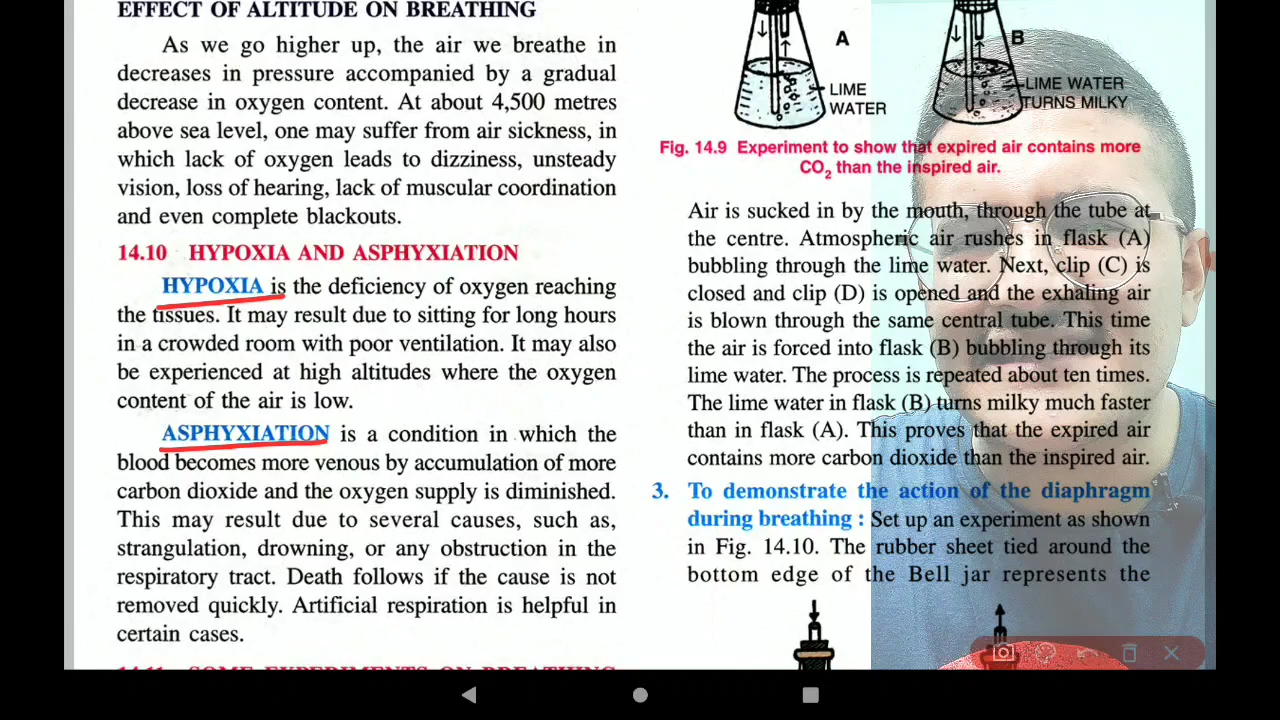 EFFECT OF ALTITUDE ON BREATHING
As we go higher up, the air we breathe in
decreases in pressure accompanied by a gradual
decrease in oxygen content. At about 4,500 metres
above sea level, one may suffer from air sickness, in
which lack of oxygen leads to dizziness, unsteady
vision, loss of hearing, lack of muscular coordination
and even complete blackouts.
14.10 HYPOXIA AND ASPHYXIATION
HYPOXIA is the deficiency of oxygen reaching
the tissues. It may result due to sitting for long hours
in a crowded room with poor ventilation. It may also
be experienced at high altitudes where the oxygen
content of the air is low.
ASPHYXIATION is a condition in which the
blood becomes more venous by accumulation of more
carbon dioxide and the oxygen supply is diminished.
This may result due to several causes, such as,
strangulation, drowning, or any obstruction in the
respiratory tract. Death follows if the cause is not
removed quickly. Artificial respiration is helpful in
certain cases.
14.11 SOME EXPERIMENTS ON BREATHING
A
LIME
WATER
B
LIME WATER
TURNS MILKY
Fig. 14.9 Experiment to show that expired air contains more
CO₂ than the inspired air.
Air is sucked in by the mouth, through the tube at
the centre. Atmospheric air rushes in flask (A)
bubbling through the lime water. Next, clip (C) is
closed and clip (D) is opened and the exhaling air
is blown through the same central tube. This time
the air is forced into flask (B) bubbling through its
lime water. The process is repeated about ten times.
The lime water in flask (B) turns milky much faster
than in flask (A). This proves that the expired air
contains more carbon dioxide than the inspired air.
3. To demonstrate the action of the diaphragm
during breathing : Set up an experiment as shown
in Fig. 14.10. The rubber sheet tied around the
bottom edge of the Bell jar represents the